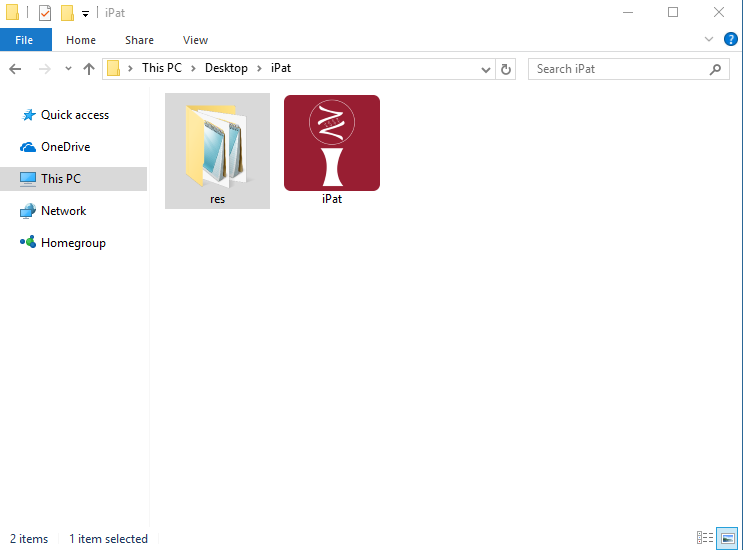 iPat
File Home Share View
This PC Desktop iPat
Search iPat
Quick access
OneDrive
This PC
Network
Homegroup
res
iPat
2 items 1 item selected